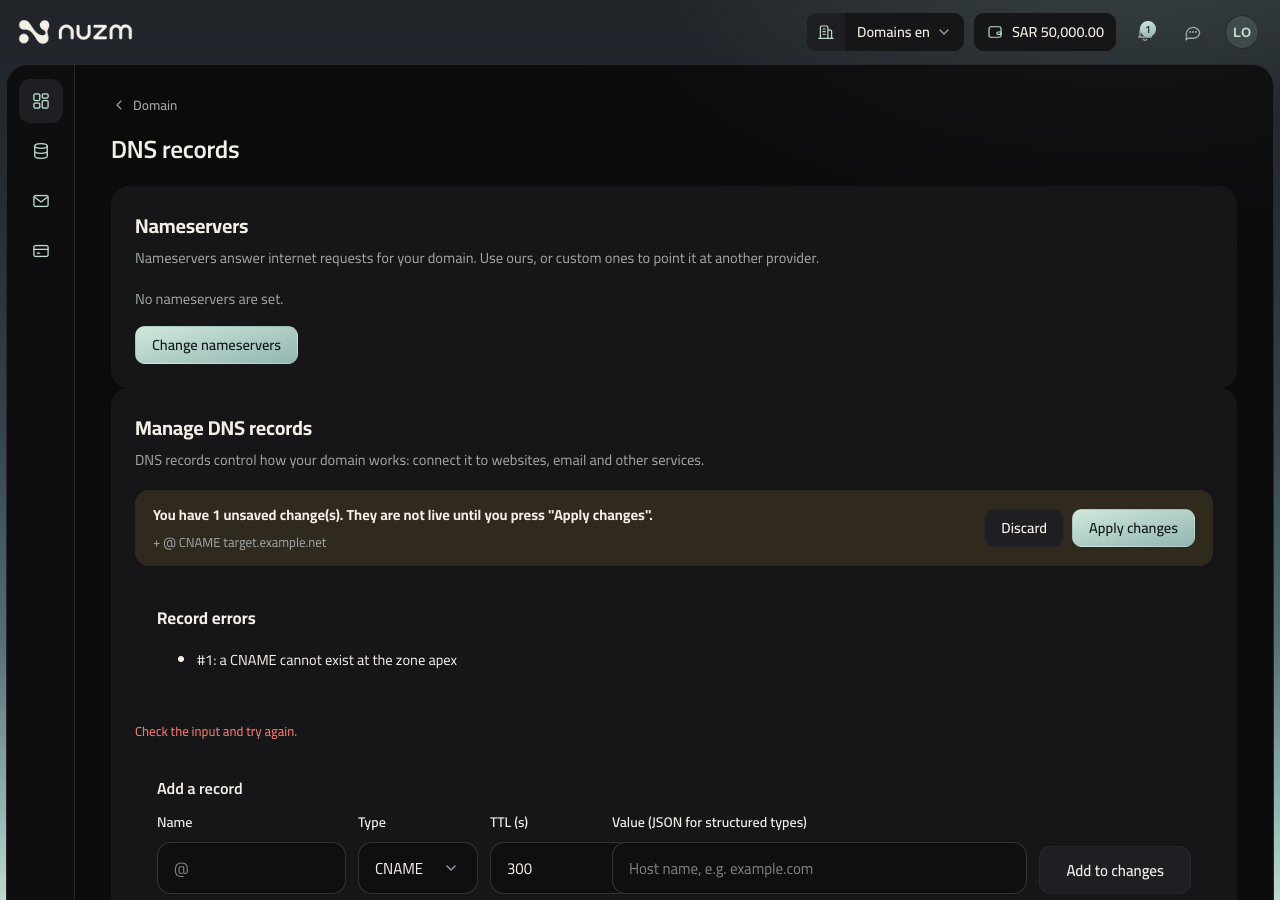 nuzm
Domains en
SAR 50,000.00
1
LO
Domain
DNS records
Nameservers
Nameservers answer internet requests for your domain. Use ours, or custom ones to point it at another provider.
No nameservers are set.
Change nameservers
Manage DNS records
DNS records control how your domain works: connect it to websites, email and other services.
You have 1 unsaved change(s). They are not live until you press "Apply changes".
+ @ CNAME target.example.net
Discard
Apply changes
Record errors
• #1: a CNAME cannot exist at the zone apex
Check the input and try again.
Add a record
Name
Type
TTL (s)
Value (JSON for structured types)
@
CNAME
300
Host name, e.g. example.com
Add to changes